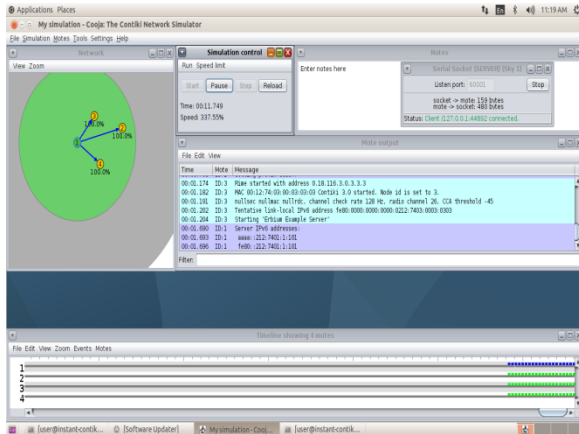 Applications Places
En
11:19 AM
My simulation - Cooja: The Contiki Network Simulator
File Simulation Motes Tools Settings Help
Network
View Zoom
3
100.0%
2
100.0%
1
4
100.0%
Simulation control
Run Speed limit
Start Pause Step Reload
Time: 00:11.749
Speed: 337.55%
Notes
Enter notes here
Serial Socket (SERVER) (Sky 1)
Listen port: 60001 Stop
socket -> mote: 159 bytes
mote -> socket: 480 bytes
Status: Client /127.0.0.1:44892 connected.
Mote output
File Edit View
Time Mote Message
00:01.174 ID:3 Rime started with address 0.18.116.3.0.3.3.3
00:01.182 ID:3 MAC 00:12:74:03:00:03:03:03 Contiki 3.0 started. Node id is set to 3.
00:01.191 ID:3 nullsec nullmac nullrdc, channel check rate 128 Hz, radio channel 26, CCA threshold -45
00:01.202 ID:3 Tentative link-local IPv6 address fe80:0000:0000:0000:0212:7403:0003:0303
00:01.204 ID:3 Starting 'Erbium Example Server'
00:01.690 ID:1 Server IPv6 addresses:
00:01.693 ID:1 aaaa::212:7401:1:101
00:01.696 ID:1 fe80::212:7401:1:101
Filter:
Timeline showing 4 motes
File Edit View Zoom Events Motes
1
2
3
4
[user@instant-contik...
[Software Updater]
My simulation - Cooj...
[user@instant-contik...